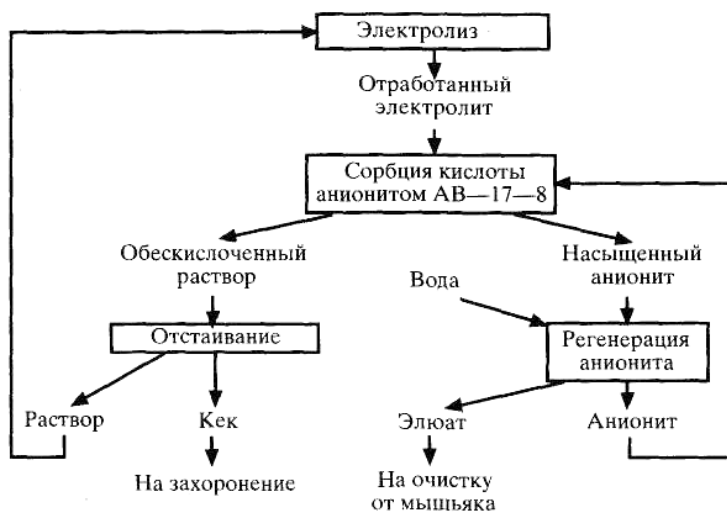 Электролиз
Отработанный
электролит
Сорбция кислоты
анионитом АВ—17—8
Обескислоченный
раствор
Насыщенный
анионит
Вода
Отстаивание
Регенерация
анионита
Раствор
Кек
Элюат
Анионит
На захоронение
На очистку
от мышьяка